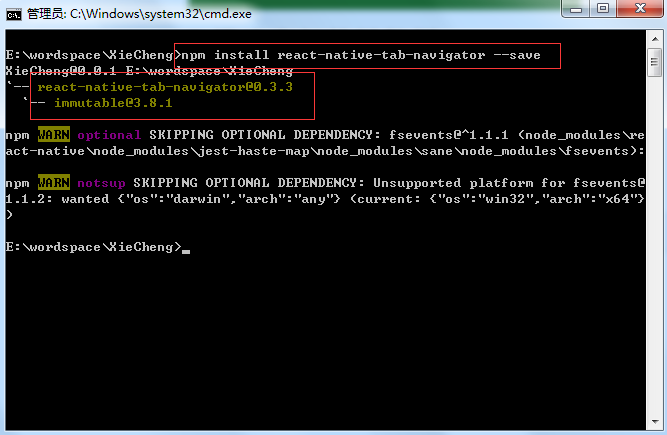 管理员: C:\Windows\system32\cmd.exe
E:\wordspace\XieCheng>npm install react-native-tab-navigator --save
XieCheng@0.0.1 E:\wordspace\XieCheng
`-- react-native-tab-navigator@0.3.3
  `-- immutable@3.8.1
npm WARN optional SKIPPING OPTIONAL DEPENDENCY: fsevents@^1.1.1 (node_modules\re
act-native\node_modules\jest-haste-map\node_modules\sane\node_modules\fsevents):
npm WARN notsup SKIPPING OPTIONAL DEPENDENCY: Unsupported platform for fsevents@
1.1.2: wanted {"os":"darwin","arch":"any"} (current: {"os":"win32","arch":"x64"}
)
E:\wordspace\XieCheng>